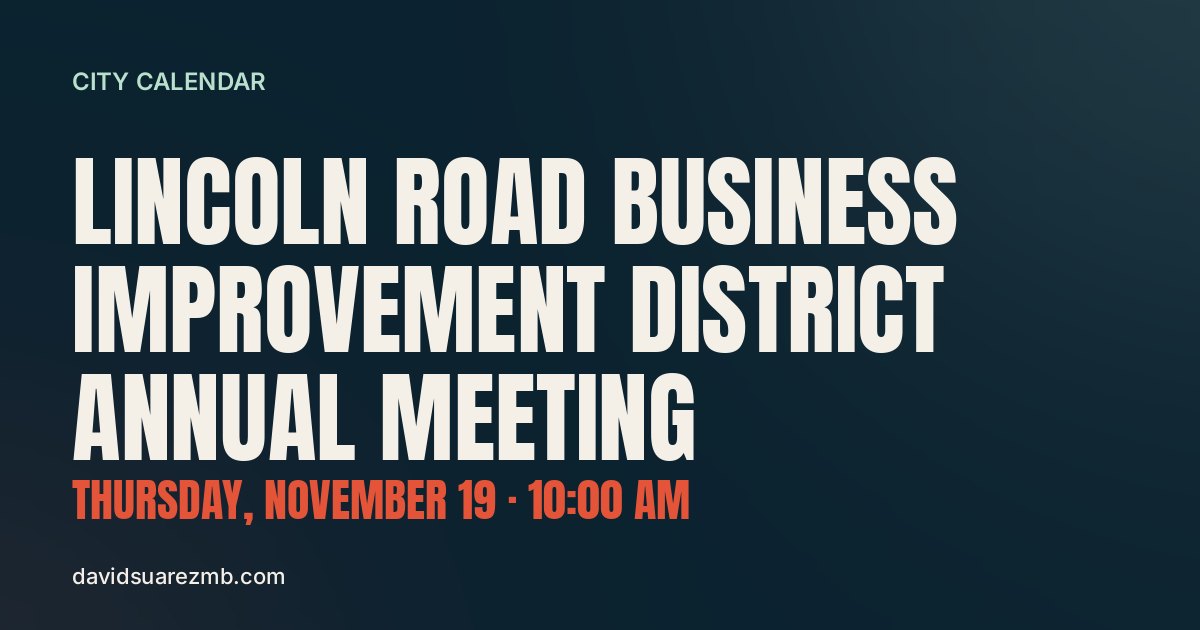 CITY CALENDAR
LINCOLN ROAD BUSINESS
IMPROVEMENT DISTRICT
ANNUAL MEETING
THURSDAY, NOVEMBER 19 · 10:00 AM
davidsuarezmb.com